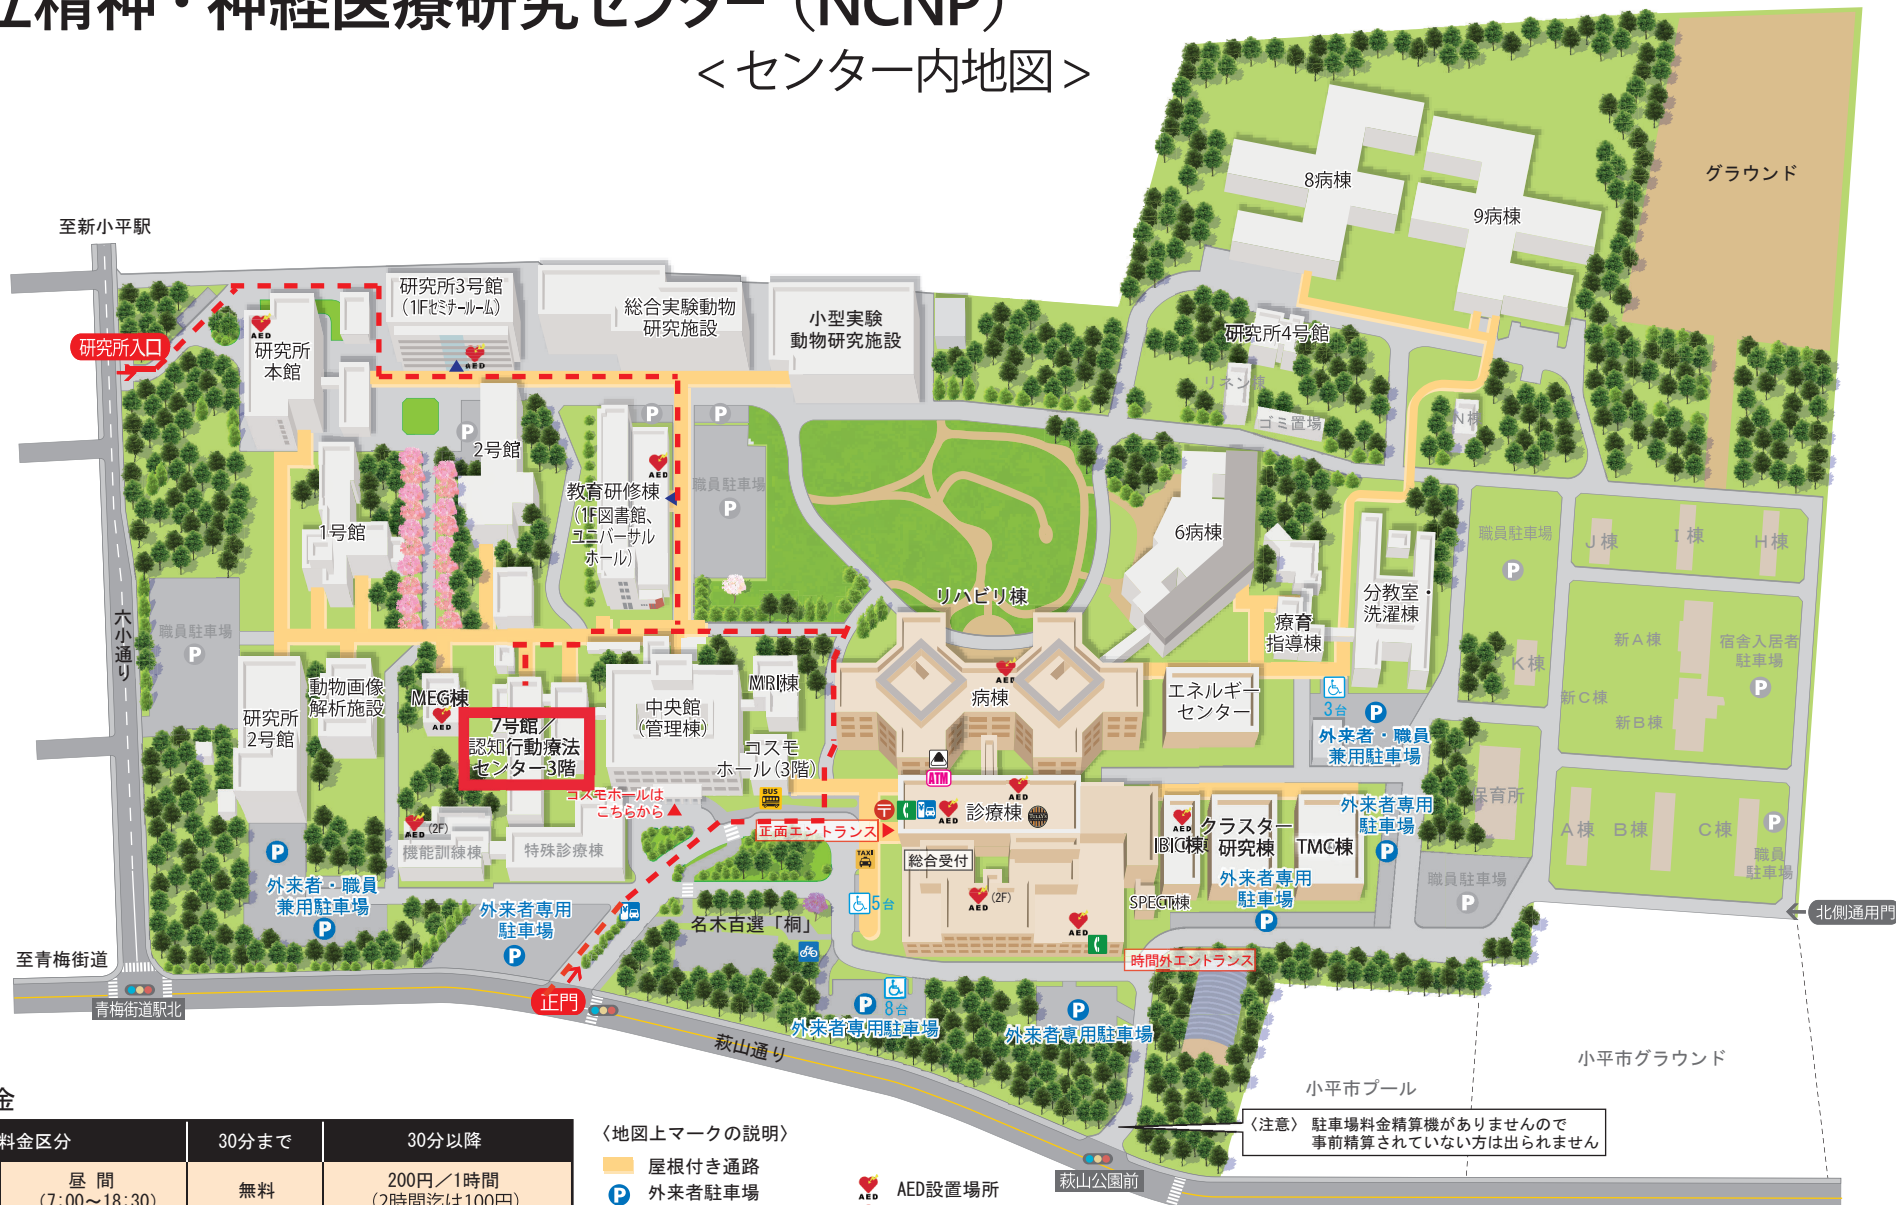 立精神・神経医療研究センター（NCNP）
＜センター内地図＞
至新小平駅
研究所入口
AED
研究所
本館
研究所3号館
（1Fセミナールーム）
AED
総合実験動物
研究施設
小型実験
動物研究施設
8病棟
9病棟
グラウンド
研究所4号館
リネン棟
ゴミ置場
N棟
P
2号館
P
P
AED
教育研修棟
（1F図書館、
ユニバーサル
ホール）
職員駐車場
P
1号館
6病棟
リハビリ棟
分教室・
洗濯棟
療育
指導棟
職員駐車場
P
J棟
I棟
H棟
六小通り
職員駐車場
P
研究所
2号館
動物画像
解析施設
MEG棟
AED
7号館／
認知行動療法
センター3階
中央館
（管理棟）
MRI棟
コスモ
ホール（3階）
コスモホールは
こちらから
AED
病棟
エネルギー
センター
3台
P
外来者・職員
兼用駐車場
K棟
新A棟
新C棟
新B棟
宿舎入居者
駐車場
P
保育所
A棟
B棟
C棟
P
職員
駐車場
職員駐車場
P
北側通用門
AED
（2F）
機能訓練棟
特殊診療棟
BUS
正面エントランス
TAXI
ATM
〒
AED
AED
診療棟
総合受付
AED
（2F）
AED
AED
IBIC棟
クラスター
研究棟
TMC棟
SPECT棟
外来者専用
駐車場
P
外来者専用
駐車場
P
時間外エントランス
P
外来者・職員
兼用駐車場
P
外来者専用
駐車場
P
名木百選「桐」
5台
8台
P
外来者専用駐車場
P
外来者専用駐車場
至青梅街道
青梅街道駅北
正門
萩山通り
萩山公園前
小平市プール
小平市グラウンド
〈注意〉 駐車場料金精算機がありませんので
事前精算されていない方は出られません
金
料金区分
30分まで
30分以降
昼 間
（7:00〜18:30）
無料
200円／1時間
（2時間迄は100円）
〈地図上マークの説明〉
屋根付き通路
P 外来者駐車場
AED AED設置場所